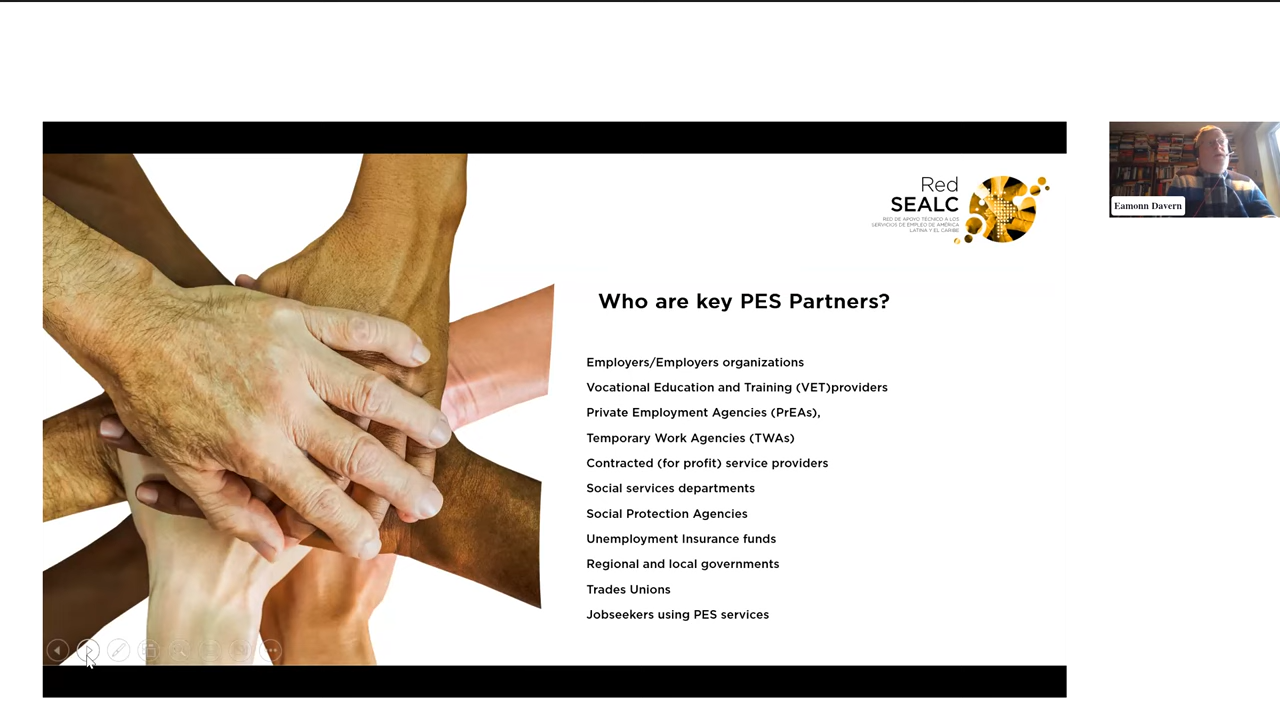 Red
SEALC
RED DE APOYO TECNICO A LOS
SERVICIOS DE EMPLEO DE AMERICA
LATINA Y EL CARIBE
Eamonn Davern
Who are key PES Partners?
Employers/Employers organizations
Vocational Education and Training (VET)providers
Private Employment Agencies (PrEAs),
Temporary Work Agencies (TWAs)
Contracted (for profit) service providers
Social services departments
Social Protection Agencies
Unemployment Insurance funds
Regional and local governments
Trades Unions
Jobseekers using PES services